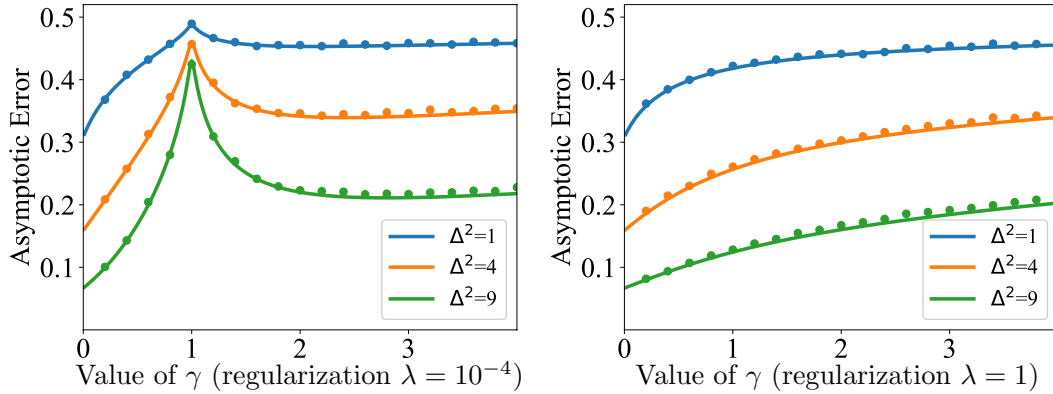 0.5
0.4
0.3
0.2
0.1
Asymptotic Error
Δ²=1
Δ²=4
Δ²=9
0 1 2 3
Value of γ (regularization λ = 10⁻⁴)
0.5
0.4
0.3
0.2
0.1
Asymptotic Error
Δ²=1
Δ²=4
Δ²=9
0 1 2 3
Value of γ (regularization λ = 1)